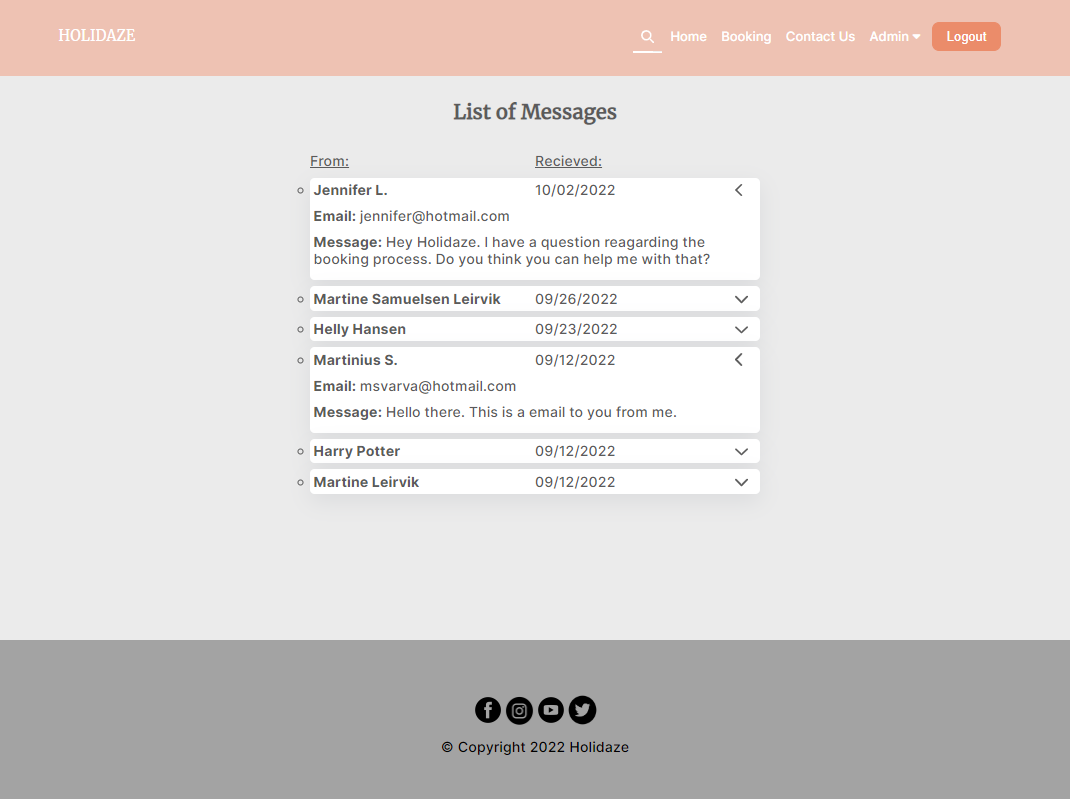 HOLIDAZE
Home Booking Contact Us Admin Logout
List of Messages
From: Recieved:
Jennifer L. 10/02/2022
Email: jennifer@hotmail.com
Message: Hey Holidaze. I have a question reagarding the
booking process. Do you think you can help me with that?
Martine Samuelsen Leirvik 09/26/2022
Helly Hansen 09/23/2022
Martinius S. 09/12/2022
Email: msvarva@hotmail.com
Message: Hello there. This is a email to you from me.
Harry Potter 09/12/2022
Martine Leirvik 09/12/2022
© Copyright 2022 Holidaze